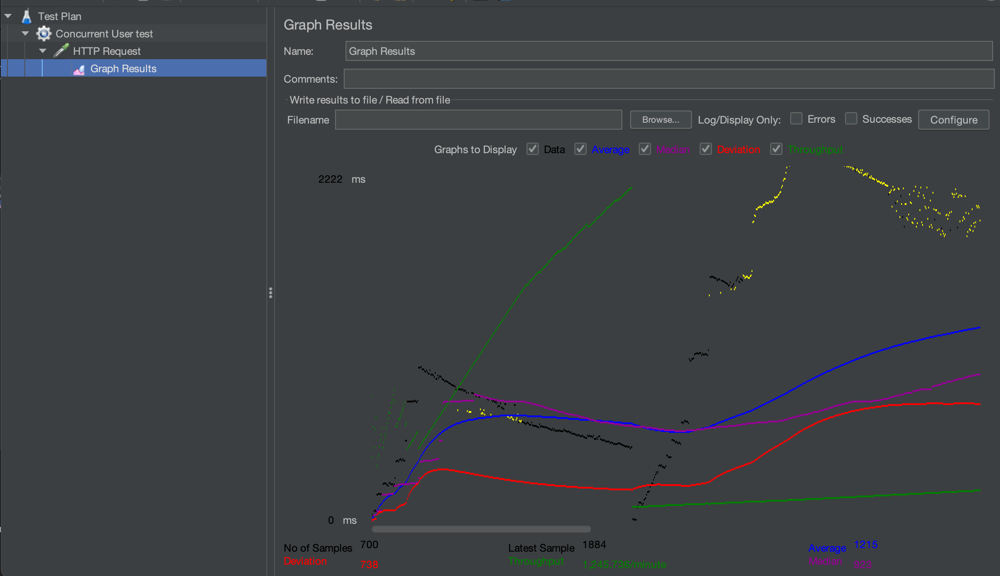 Test Plan
Concurrent User test
HTTP Request
Graph Results
Graph Results
Name: Graph Results
Comments:
Write results to file / Read from file
Filename Browse... Log/Display Only: Errors Successes Configure
Graphs to Display Data Average Median Deviation Throughput
2222 ms
0 ms
No of Samples 700 Latest Sample 1884 Average 1215
Deviation 738 Throughput 1,245.736/minute Median 923